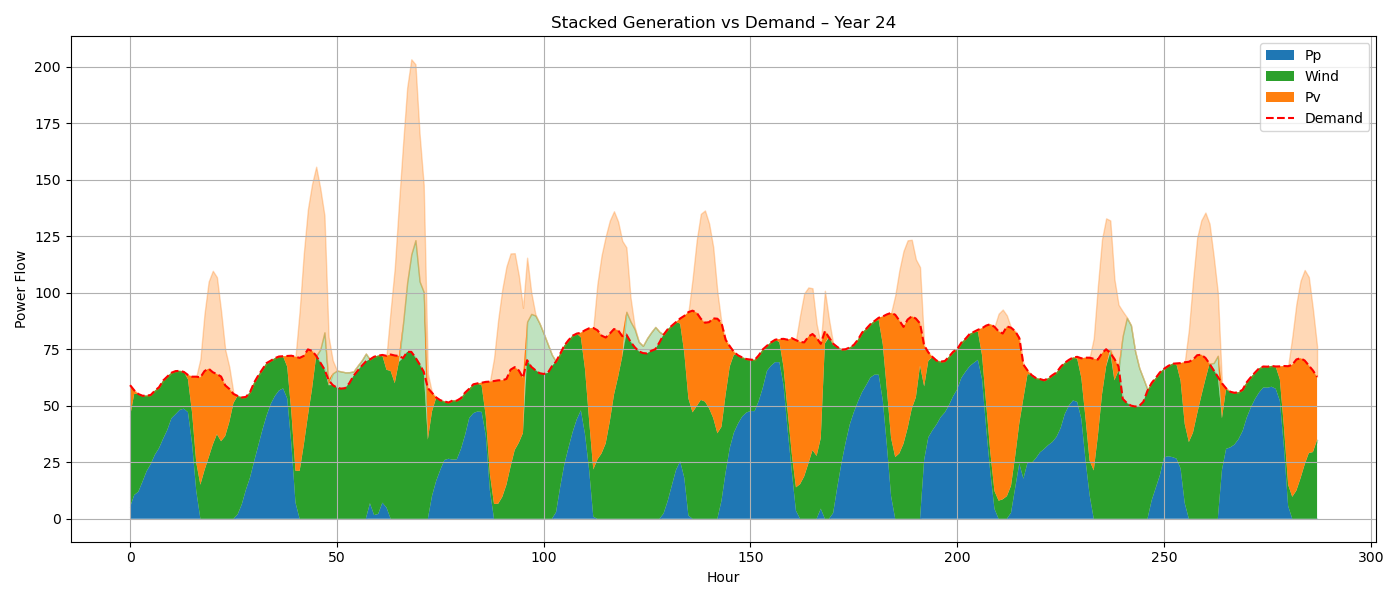 Stacked Generation vs Demand – Year 24
Pp
Wind
Pv
Demand
Power Flow
200
175
150
125
100
75
50
25
0
0 50 100 150 200 250 300
Hour